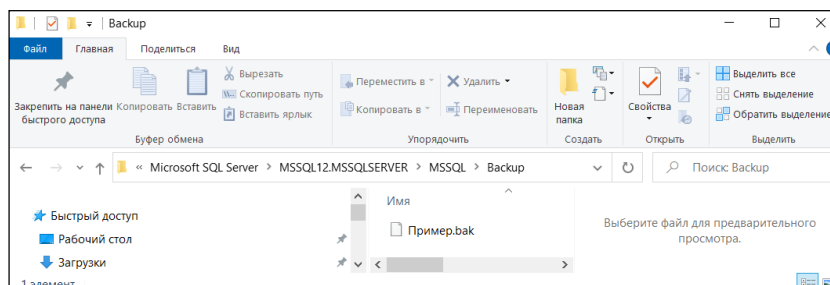 Backup
Файл Главная Поделиться Вид
Закрепить на панели быстрого доступа
Копировать
Вставить
Вырезать
Скопировать путь
Вставить ярлык
Буфер обмена
Переместить в
Копировать в
Удалить
Переименовать
Упорядочить
Новая папка
Создать
Свойства
Открыть
Выделить все
Снять выделение
Обратить выделение
Выделить
« Microsoft SQL Server > MSSQL12.MSSQLSERVER > MSSQL > Backup
Поиск: Backup
Быстрый доступ
Рабочий стол
Загрузки
Имя
Пример.bak
Выберите файл для предварительного
просмотра.
1 элемент